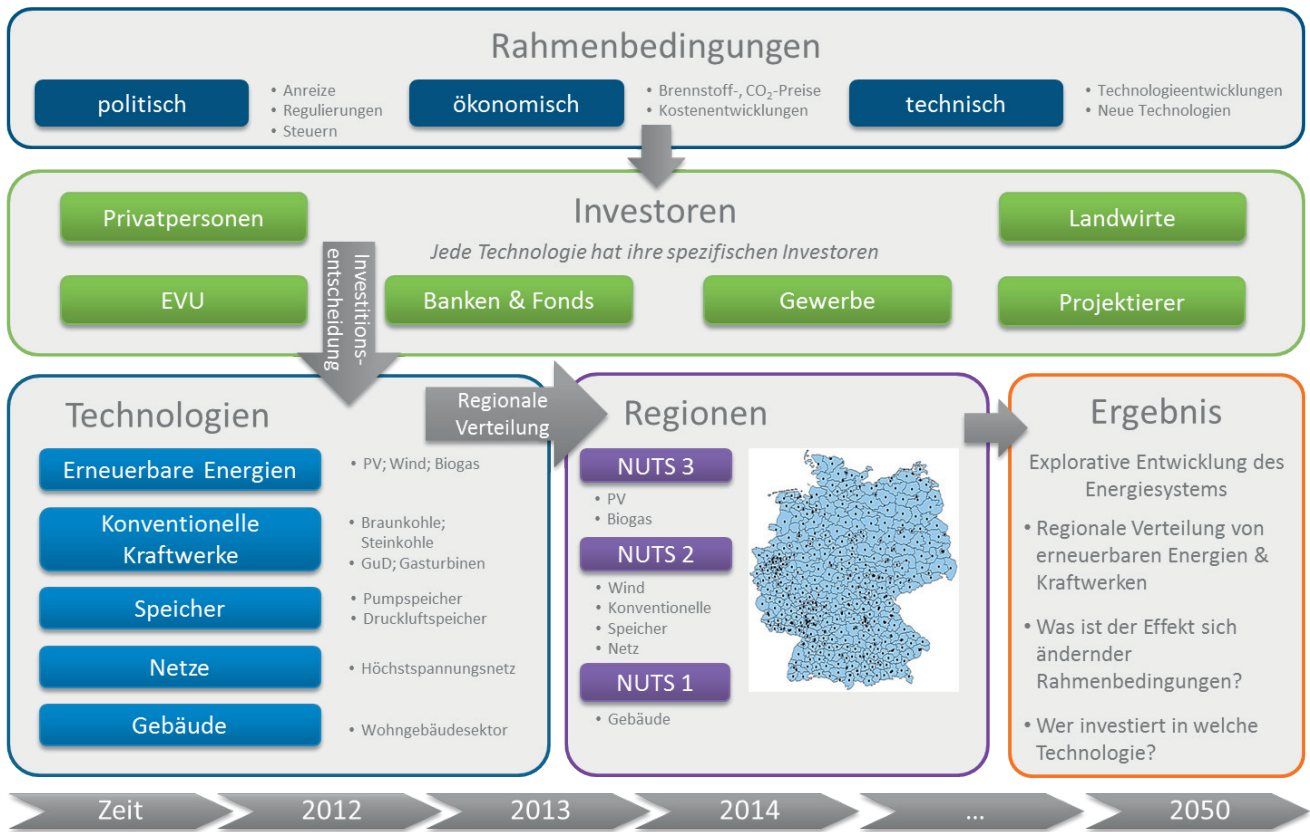 Rahmenbedingungen
politisch
• Anreize
• Regulierungen
• Steuern
ökonomisch
• Brennstoff-, CO₂-Preise
• Kostenentwicklungen
technisch
• Technologieentwicklungen
• Neue Technologien
Investoren
Jede Technologie hat ihre spezifischen Investoren
Privatpersonen
Landwirte
EVU
Banken & Fonds
Gewerbe
Projektierer
Investitions-
entscheidung
Technologien
Erneuerbare Energien
• PV; Wind; Biogas
Konventionelle
Kraftwerke
• Braunkohle;
Steinkohle
• GuD; Gasturbinen
Speicher
• Pumpspeicher
• Druckluftspeicher
Netze
• Höchstspannungsnetz
Gebäude
• Wohngebäudesektor
Regionale
Verteilung
Regionen
NUTS 3
• PV
• Biogas
NUTS 2
• Wind
• Konventionelle
• Speicher
• Netz
NUTS 1
• Gebäude
Ergebnis
Explorative Entwicklung des
Energiesystems
• Regionale Verteilung von
erneuerbaren Energien &
Kraftwerken
• Was ist der Effekt sich
ändernder
Rahmenbedingungen?
• Wer investiert in welche
Technologie?
Zeit
2012
2013
2014
...
2050